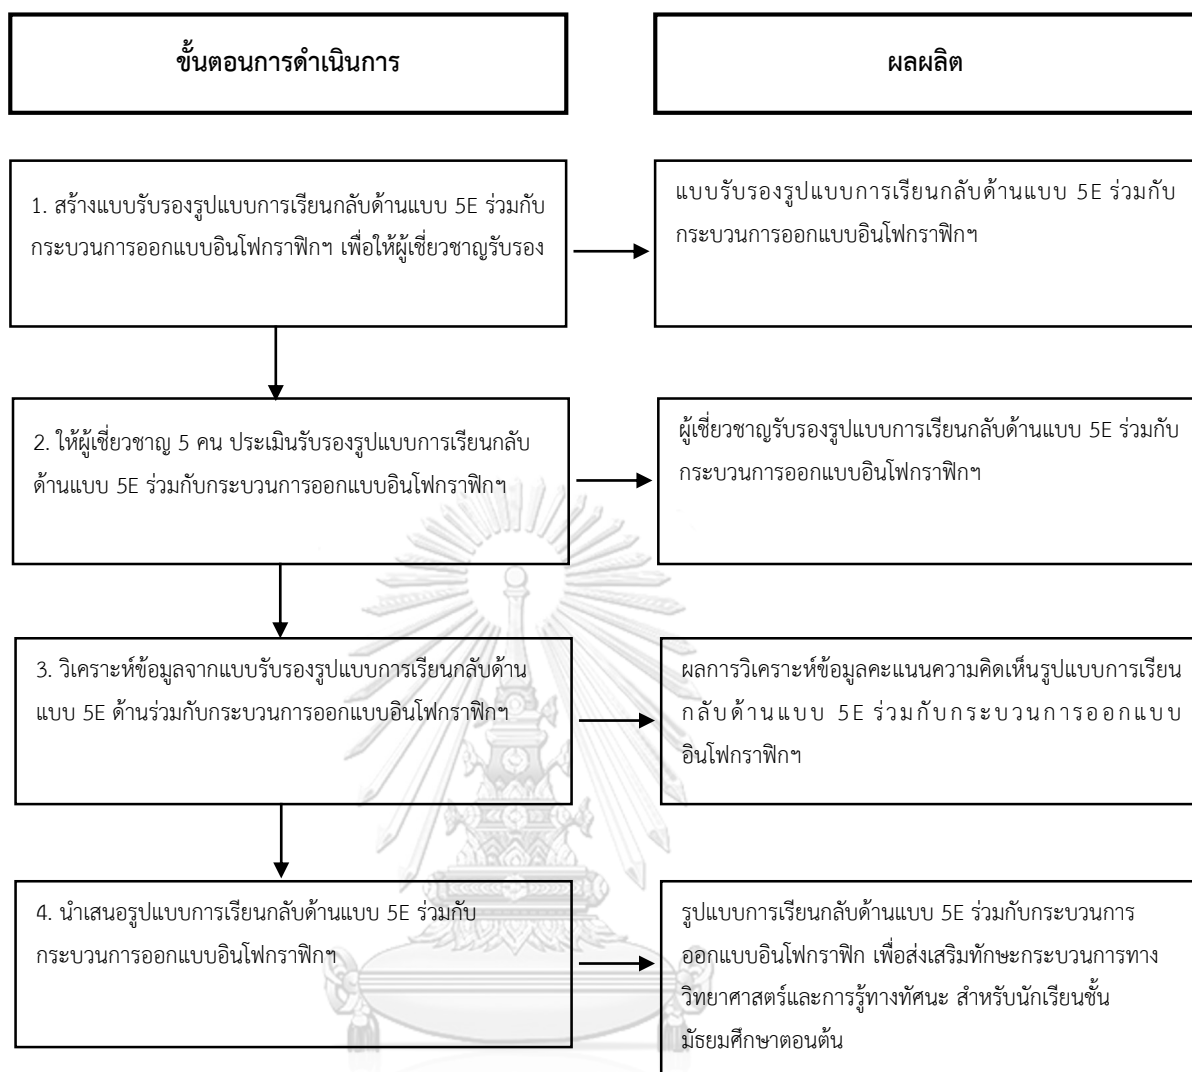 ขั้นตอนการดำเนินการ
ผลผลิต
1. สร้างแบบรับรองรูปแบบการเรียนกลับด้านแบบ 5E ร่วมกับ
กระบวนการออกแบบอินโฟกราฟิกฯ เพื่อให้ผู้เชี่ยวชาญรับรอง
แบบรับรองรูปแบบการเรียนกลับด้านแบบ 5E ร่วมกับ
กระบวนการออกแบบอินโฟกราฟิกฯ
2. ให้ผู้เชี่ยวชาญ 5 คน ประเมินรับรองรูปแบบการเรียนกลับ
ด้านแบบ 5E ร่วมกับกระบวนการออกแบบอินโฟกราฟิกฯ
ผู้เชี่ยวชาญรับรองรูปแบบการเรียนกลับด้านแบบ 5E ร่วมกับ
กระบวนการออกแบบอินโฟกราฟิกฯ
3. วิเคราะห์ข้อมูลจากแบบรับรองรูปแบบการเรียนกลับด้าน
แบบ 5E ด้านร่วมกับกระบวนการออกแบบอินโฟกราฟิกฯ
ผลการวิเคราะห์ข้อมูลคะแนนความคิดเห็นรูปแบบการเรียน
กลับด้านแบบ 5E ร่วมกับกระบวนการออกแบบ
อินโฟกราฟิกฯ
4. นำเสนอรูปแบบการเรียนกลับด้านแบบ 5E ร่วมกับ
กระบวนการออกแบบอินโฟกราฟิกฯ
รูปแบบการเรียนกลับด้านแบบ 5E ร่วมกับกระบวนการ
ออกแบบอินโฟกราฟิก เพื่อส่งเสริมทักษะกระบวนการทาง
วิทยาศาสตร์และการรู้ทางทัศนะ สำหรับนักเรียนชั้น
มัธยมศึกษาตอนต้น